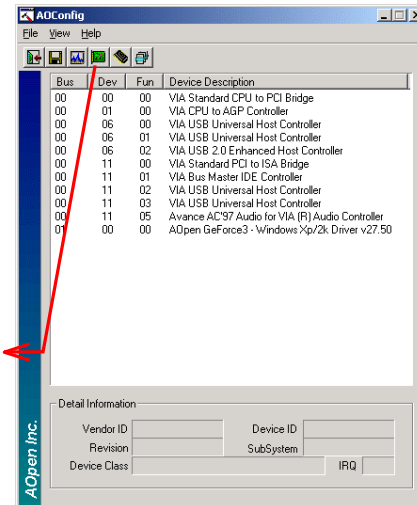 AOConfig
File View Help
Bus Dev Fun Device Description
00 00 00 VIA Standard CPU to PCI Bridge
00 01 00 VIA CPU to AGP Controller
00 06 00 VIA USB Universal Host Controller
00 06 01 VIA USB Universal Host Controller
00 06 02 VIA USB 2.0 Enhanced Host Controller
00 11 00 VIA Standard PCI to ISA Bridge
00 11 01 VIA Bus Master IDE Controller
00 11 02 VIA USB Universal Host Controller
00 11 03 VIA USB Universal Host Controller
00 11 05 Avance AC'97 Audio for VIA (R) Audio Controller
01 00 00 AOpen GeForce3 - Windows Xp/2k Driver v27.50
Detail Information
Vendor ID Device ID
Revision SubSystem
Device Class IRQ
AOpen Inc.